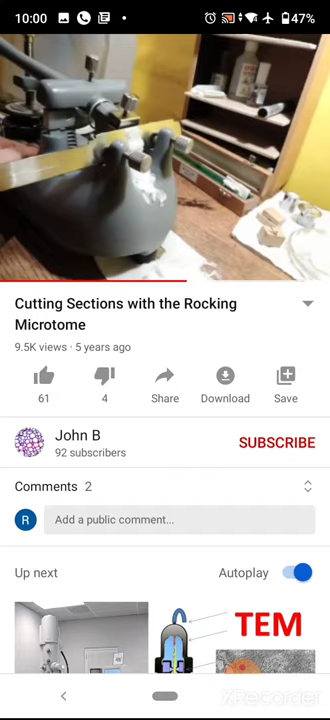 10:00
47%
Cutting Sections with the Rocking
Microtome
9.5K views · 5 years ago
61
4
Share
Download
Save
John B
92 subscribers
SUBSCRIBE
Comments 2
R
Add a public comment...
Up next
Autoplay
TEM
XRecorder